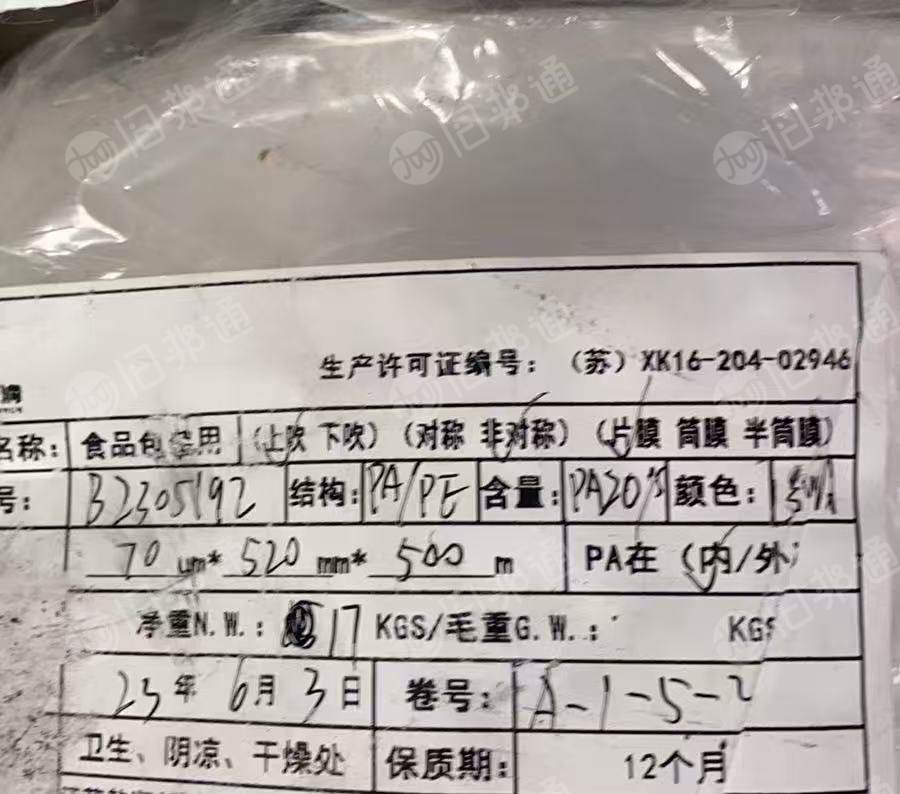 旧邦通 旧邦通 旧邦通
生产许可证编号：（苏）XK16-204-02946
名称： 食品包装用 （上吹 下吹）（对称 非对称）（片膜 筒膜 半筒膜）
号： B2305192 结构： PA/PE 含量： PA20% 颜色：
70 um* 520 mm* 500 m PA在（内/外）
净重N.W.： 17 KGS/毛重G.W.： KGS
23年 6月 3日 卷号： A-1-5-2
卫生、阴凉、干燥处 保质期： 12个月